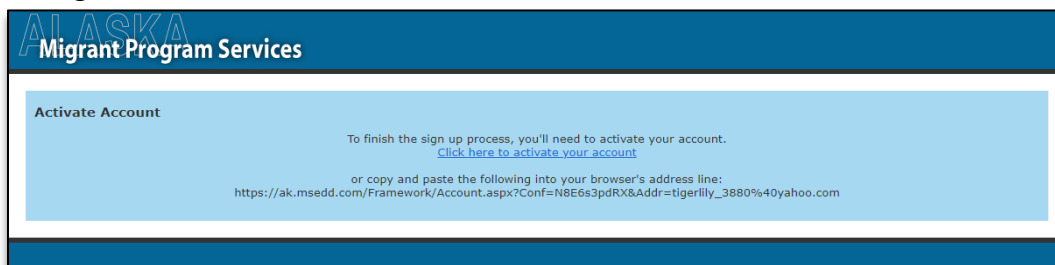 ALASKA
Migrant Program Services
Activate Account
To finish the sign up process, you'll need to activate your account.
Click here to activate your account
or copy and paste the following into your browser's address line:
https://ak.msedd.com/Framework/Account.aspx?Conf=N8E6s3pdRX&Addr=tigerlily_3880%40yahoo.com